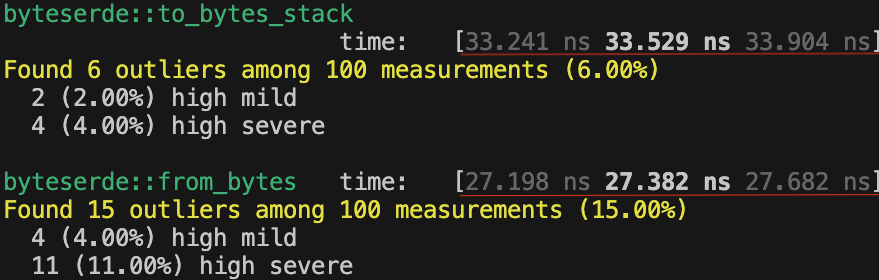 byteserde::to_bytes_stack
time: [33.241 ns 33.529 ns 33.904 ns]
Found 6 outliers among 100 measurements (6.00%)
2 (2.00%) high mild
4 (4.00%) high severe
byteserde::from_bytes time: [27.198 ns 27.382 ns 27.682 ns]
Found 15 outliers among 100 measurements (15.00%)
4 (4.00%) high mild
11 (11.00%) high severe